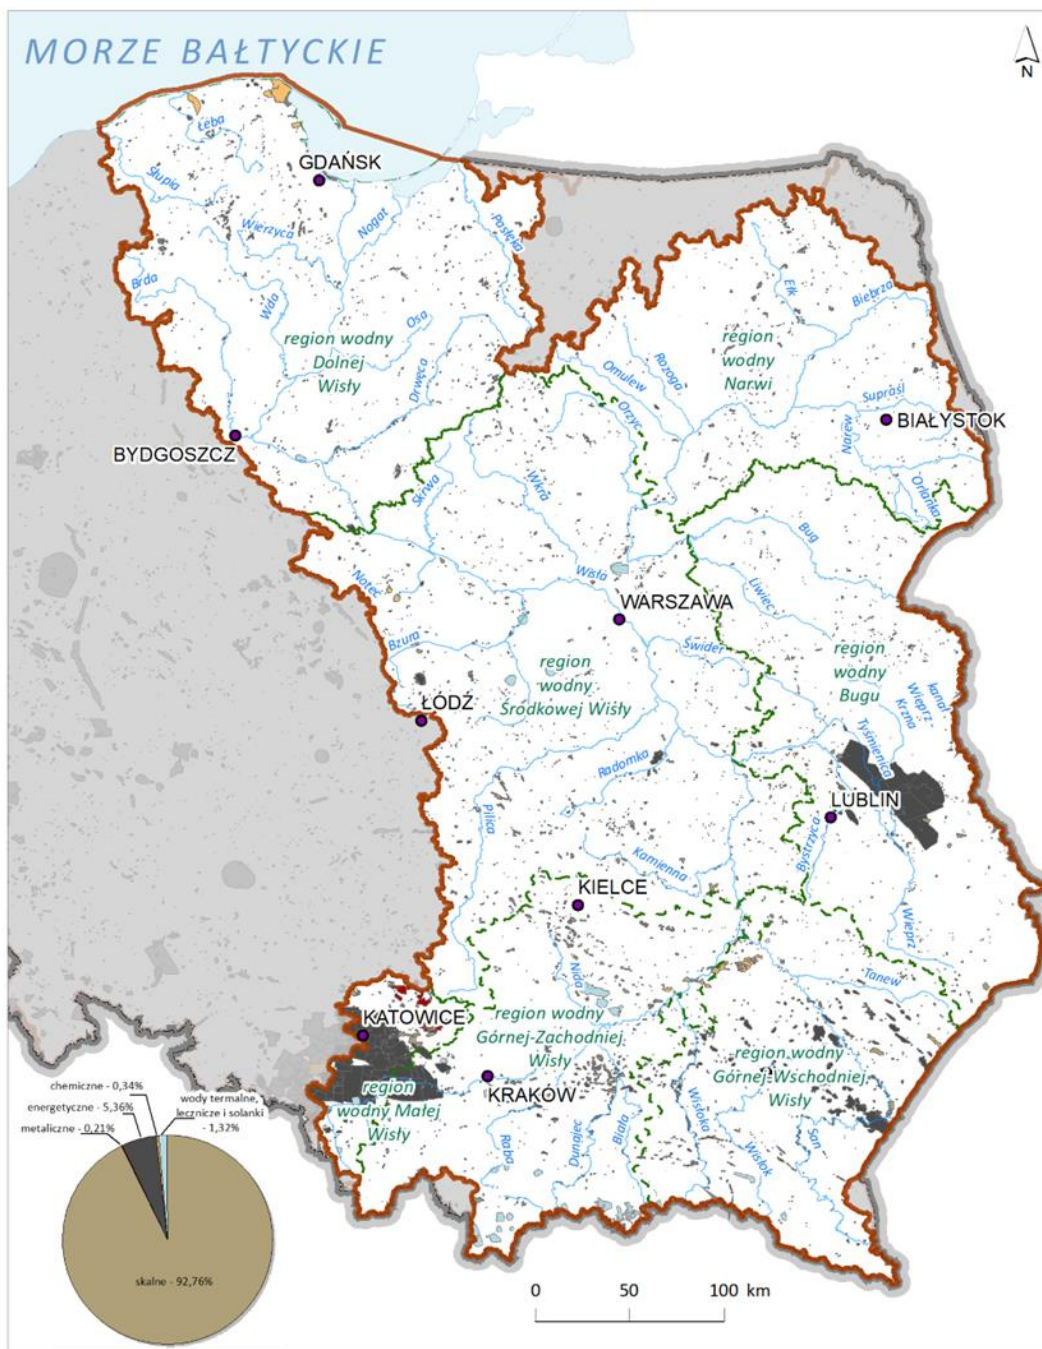 MORZE BAŁTYCKIE
N
Łeba
GDAŃSK
Słupia
Wierzyca
Nogat
Pasłęka
Brda
Wda
Osa
region wodny
Dolnej
Wisły
Drwęca
Ełk
Biebrza
region
wodny
Narwi
Rozoga
Omulew
Orzyc
Supraśl
BIAŁYSTOK
Narew
Orlanka
BYDGOSZCZ
Skrwa
Wkra
Bug
Noteć
Wisła
Liwiec
WARSZAWA
Bzura
Świder
region
wodny
Środkowej Wisły
region
wodny
Bugu
kanał
Wieprz-
Krzna
ŁÓDŹ
Tyśmienica
Radomka
Pilica
LUBLIN
Bystrzyca
Kamienna
KIELCE
Wieprz
Nida
Tanew
KATOWICE
region wodny
Górnej-Zachodniej
Wisły
region wodny
Górnej-Wschodniej
Wisły
region
wodny Małej
Wisły
KRAKÓW
Raba
Dunajec
Biała
Wisłoka
Wisłok
San
chemiczne - 0,34%
energetyczne - 5,36%
metaliczne - 0,21%
wody termalne,
lecznicze i solanki
- 1,32%
skalne - 92,76%
0 50 100 km